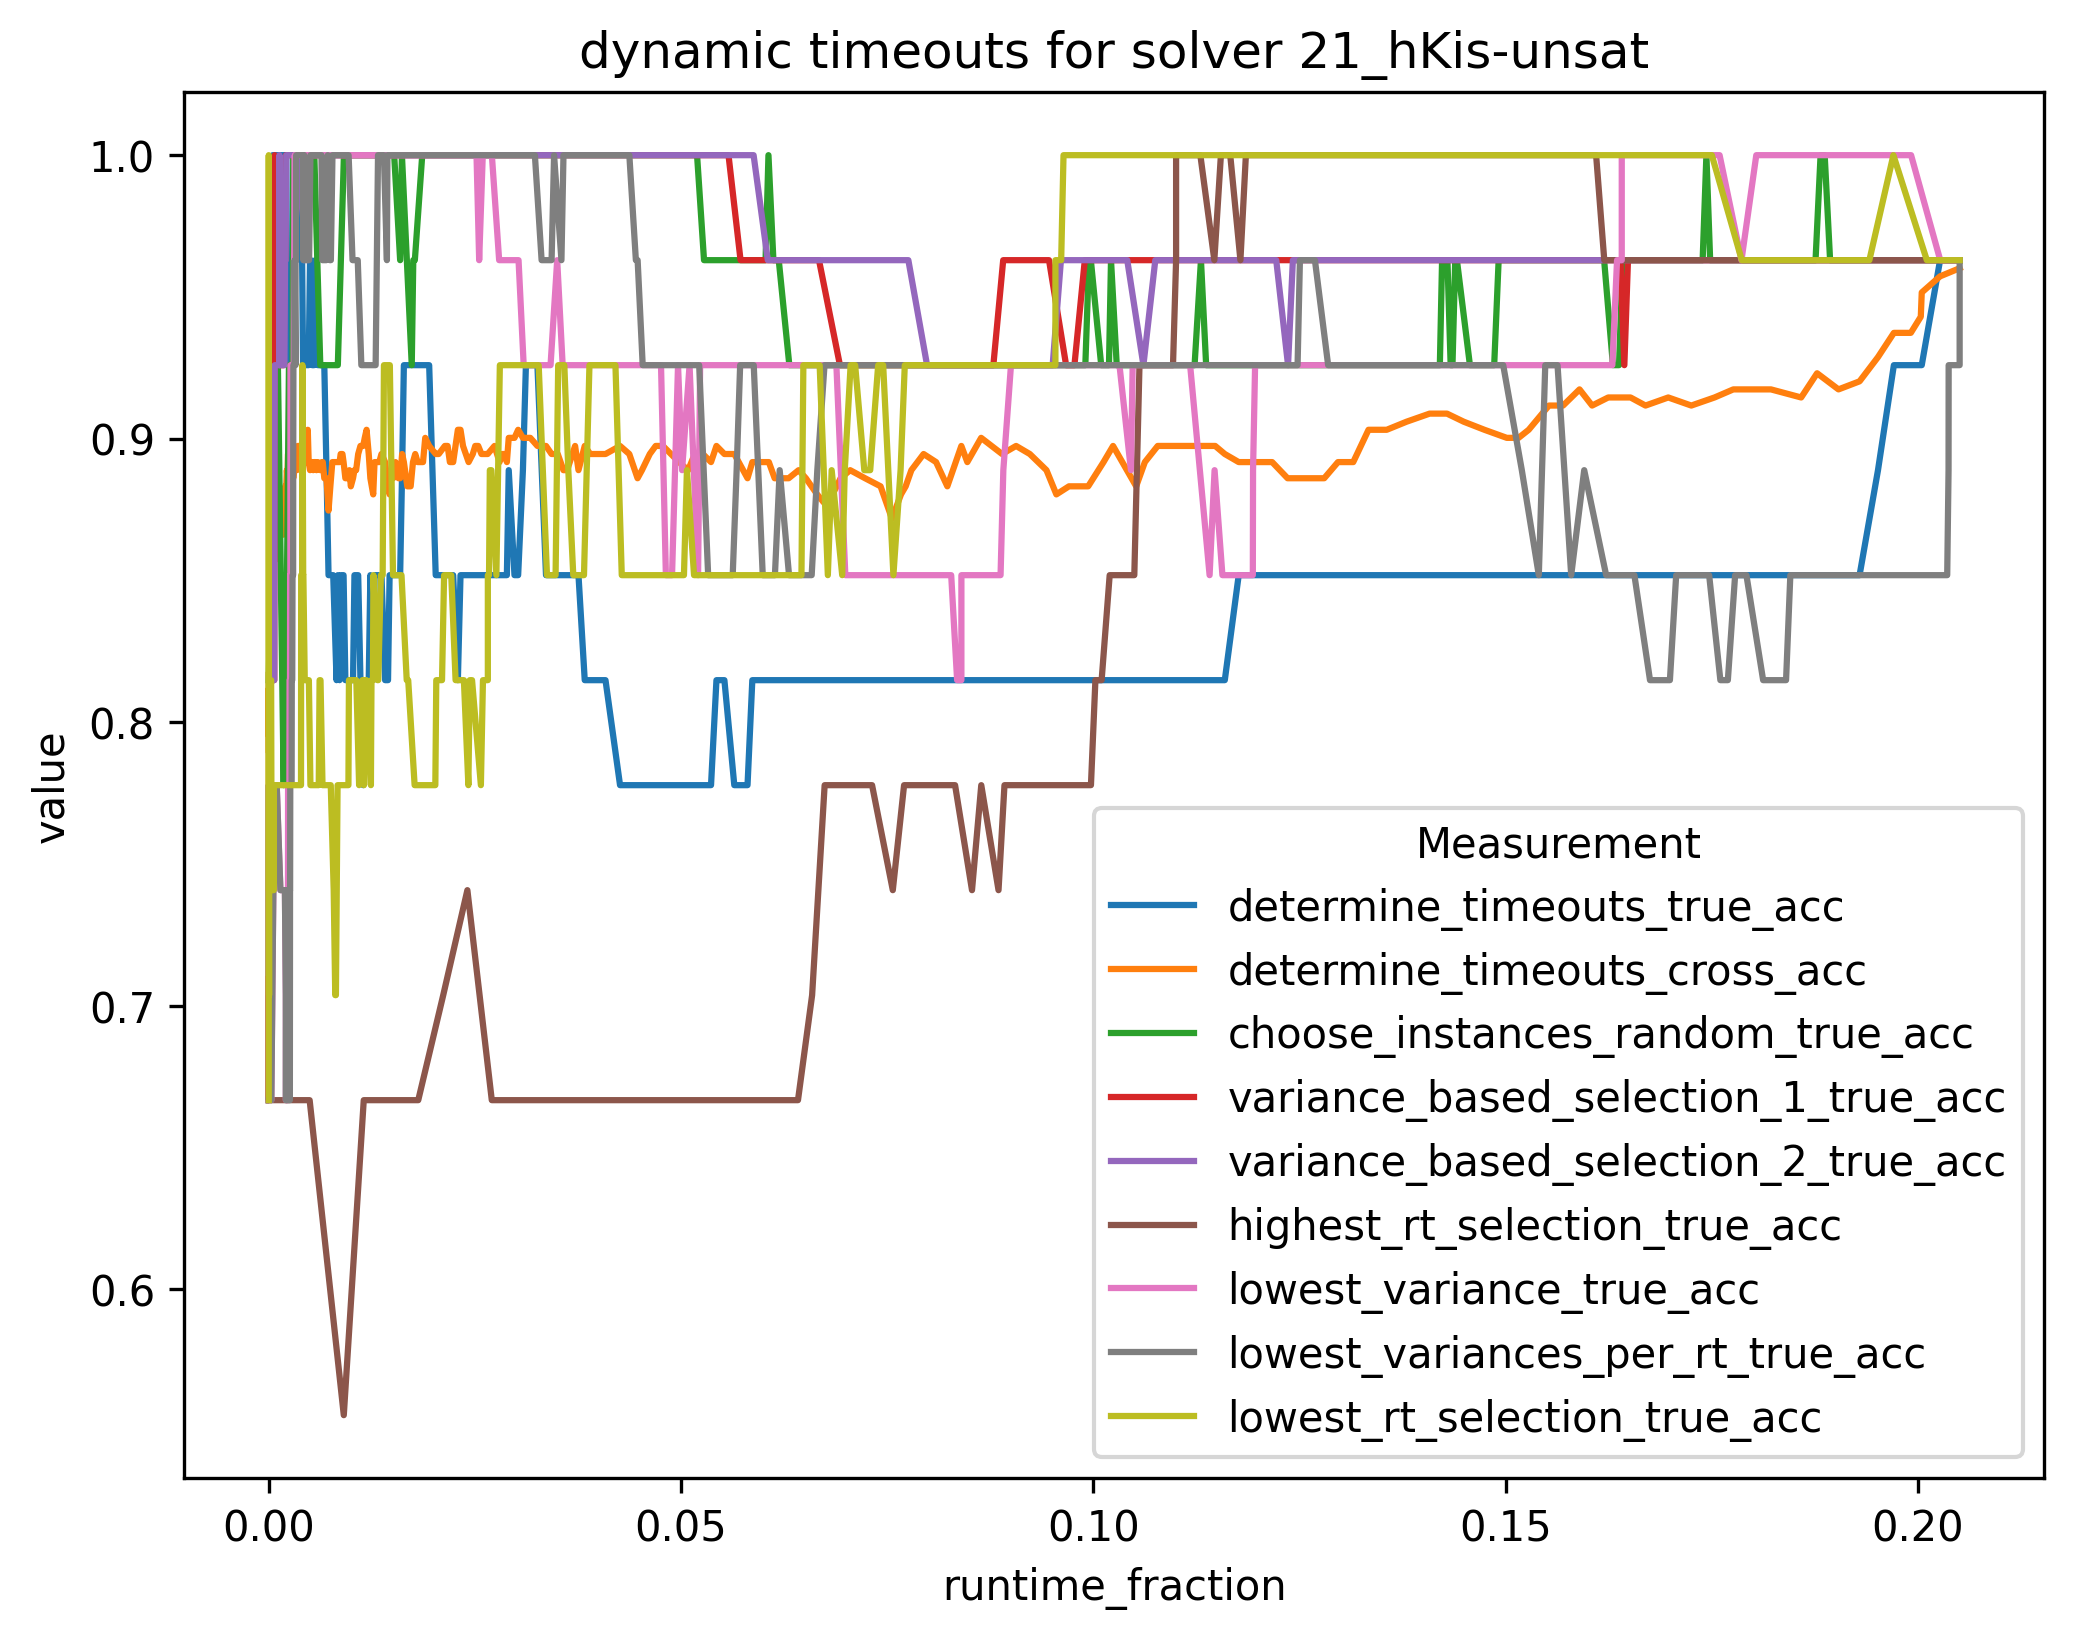 dynamic timeouts for solver 21_hKis-unsat
1.0
0.9
0.8
0.7
0.6
value
0.00
0.05
0.10
0.15
0.20
runtime_fraction
Measurement
determine_timeouts_true_acc
determine_timeouts_cross_acc
choose_instances_random_true_acc
variance_based_selection_1_true_acc
variance_based_selection_2_true_acc
highest_rt_selection_true_acc
lowest_variance_true_acc
lowest_variances_per_rt_true_acc
lowest_rt_selection_true_acc